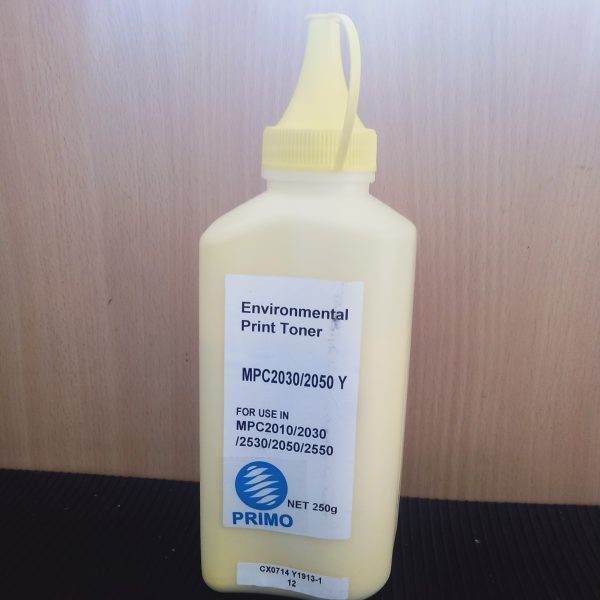 Environmental
Print Toner
MPC2030/2050 Y
FOR USE IN
MPC2010/2030
/2530/2050/2550
NET 250g
PRIMO
CX0714 Y1913-1
12